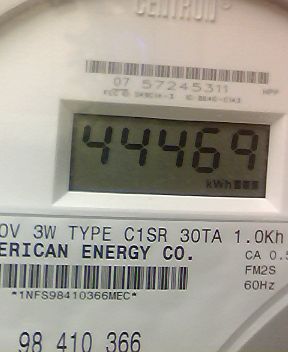 CENTRON®
07 57245311
44469
kWh
0V 3W TYPE C1SR 30TA 1.0Kh
ERICAN ENERGY CO.
CA 0.5
FM2S
*1NFS98410366MEC*
60Hz
98 410 366